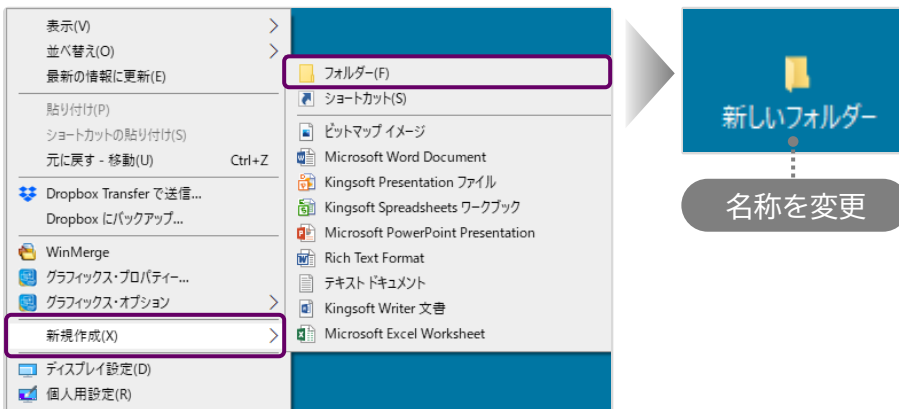 表示(V)
並べ替え(O)
最新の情報に更新(E)
貼り付け(P)
ショートカットの貼り付け(S)
元に戻す - 移動(U) Ctrl+Z
Dropbox Transfer で送信...
Dropbox にバックアップ...
WinMerge
グラフィックス・プロパティー...
グラフィックス・オプション
新規作成(X)
ディスプレイ設定(D)
個人用設定(R)
フォルダー(F)
ショートカット(S)
ビットマップ イメージ
Microsoft Word Document
Kingsoft Presentation ファイル
Kingsoft Spreadsheets ワークブック
Microsoft PowerPoint Presentation
Rich Text Format
テキスト ドキュメント
Kingsoft Writer 文書
Microsoft Excel Worksheet
新しいフォルダー
名称を変更